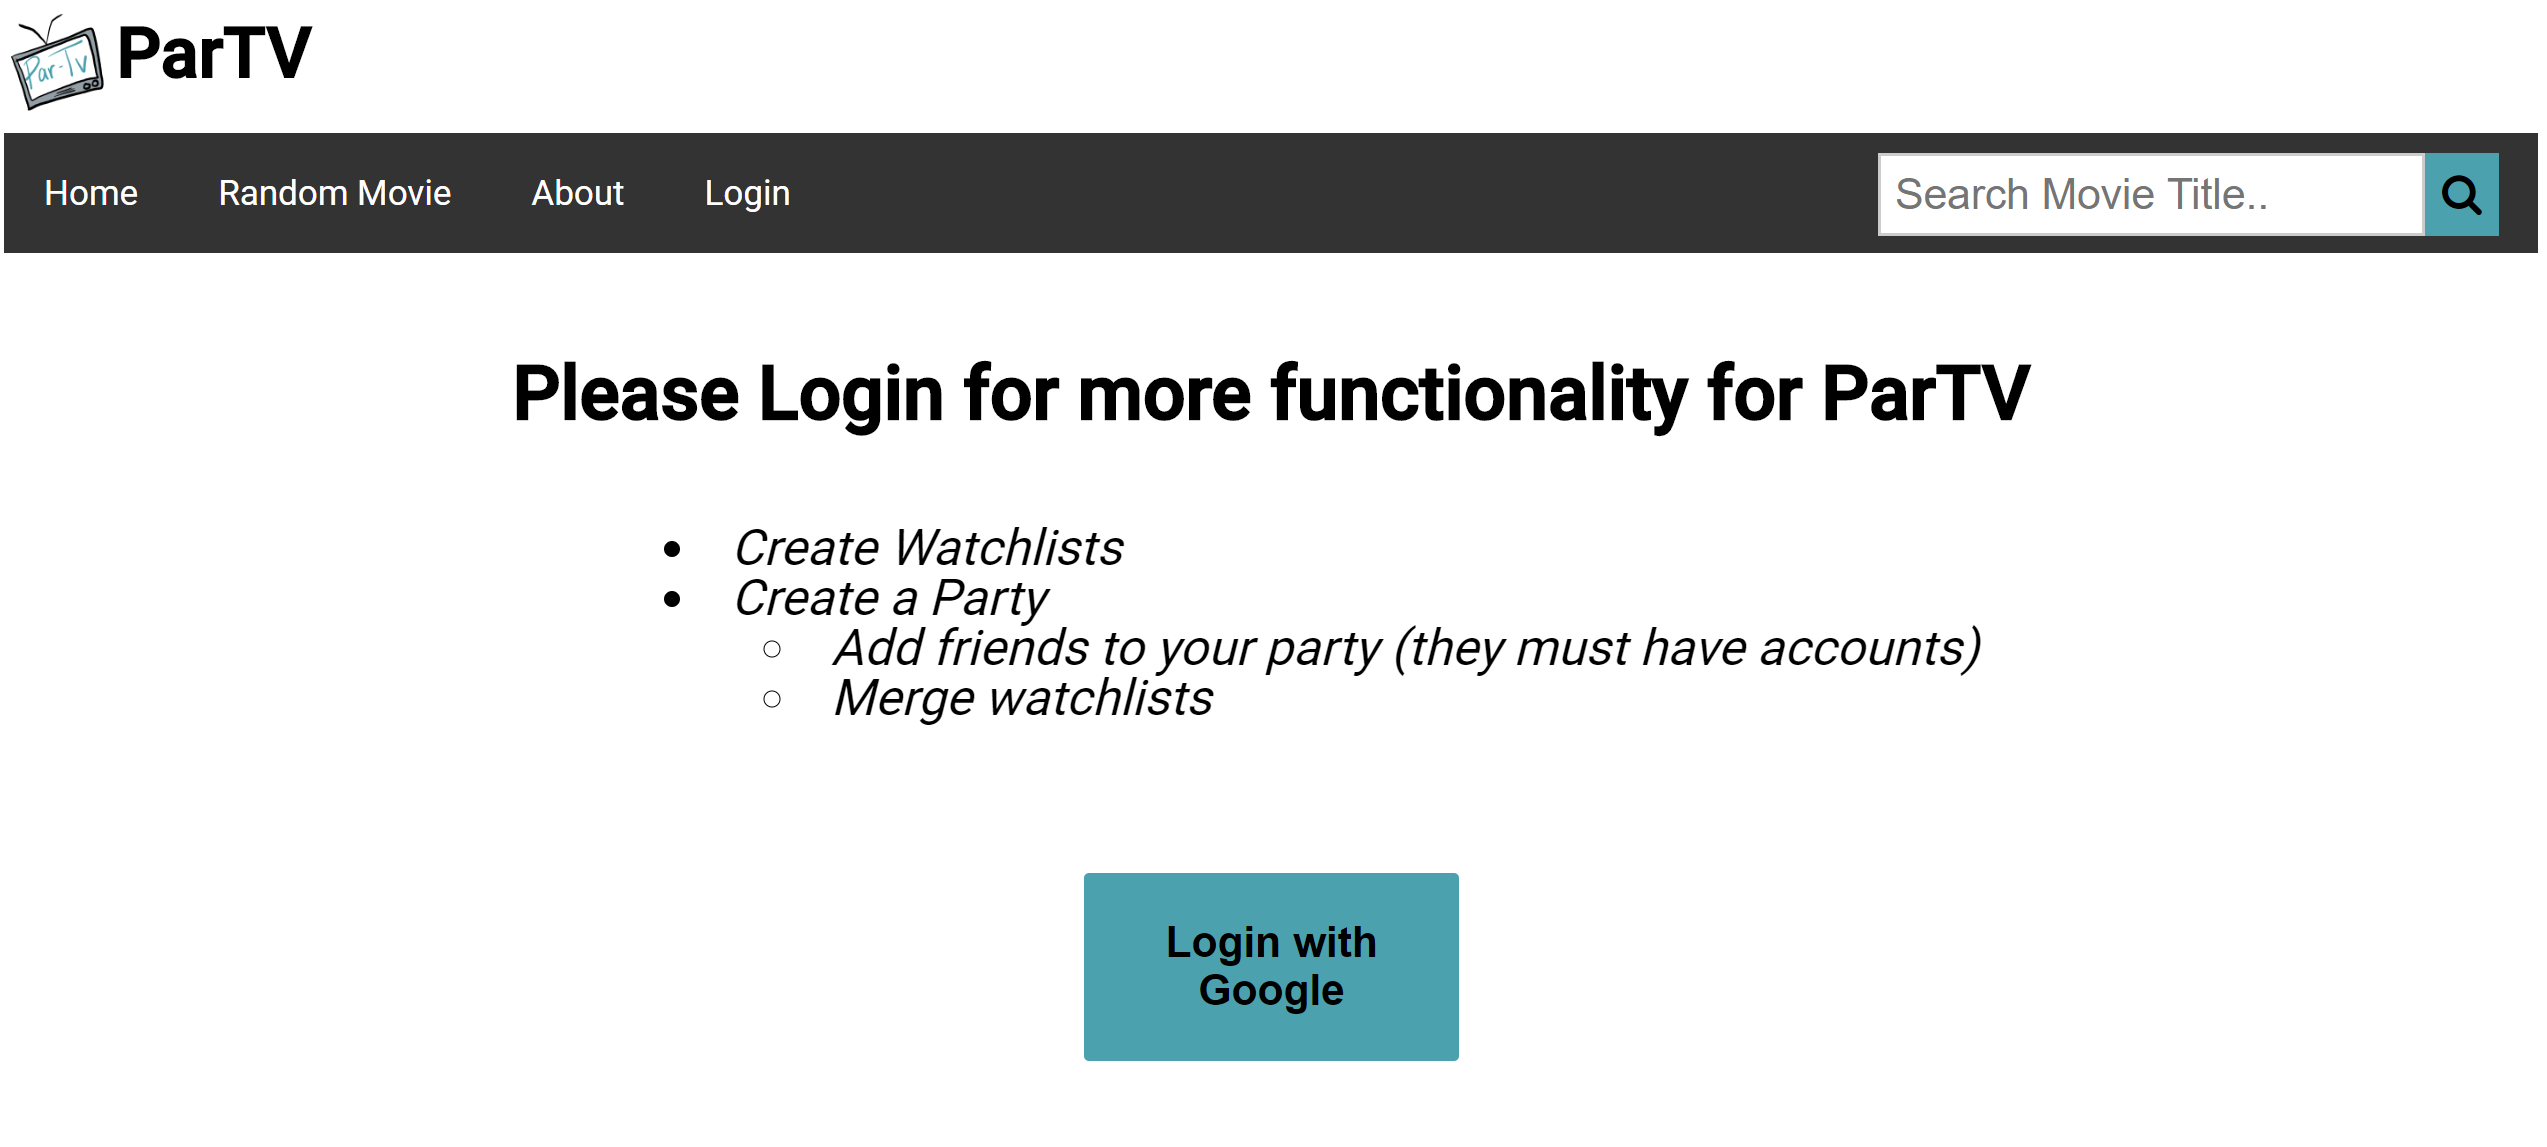 Par-Tv
ParTV
Home Random Movie About Login Search Movie Title..
Please Login for more functionality for ParTV
Create Watchlists
Create a Party
Add friends to your party (they must have accounts)
Merge watchlists
Login with
Google